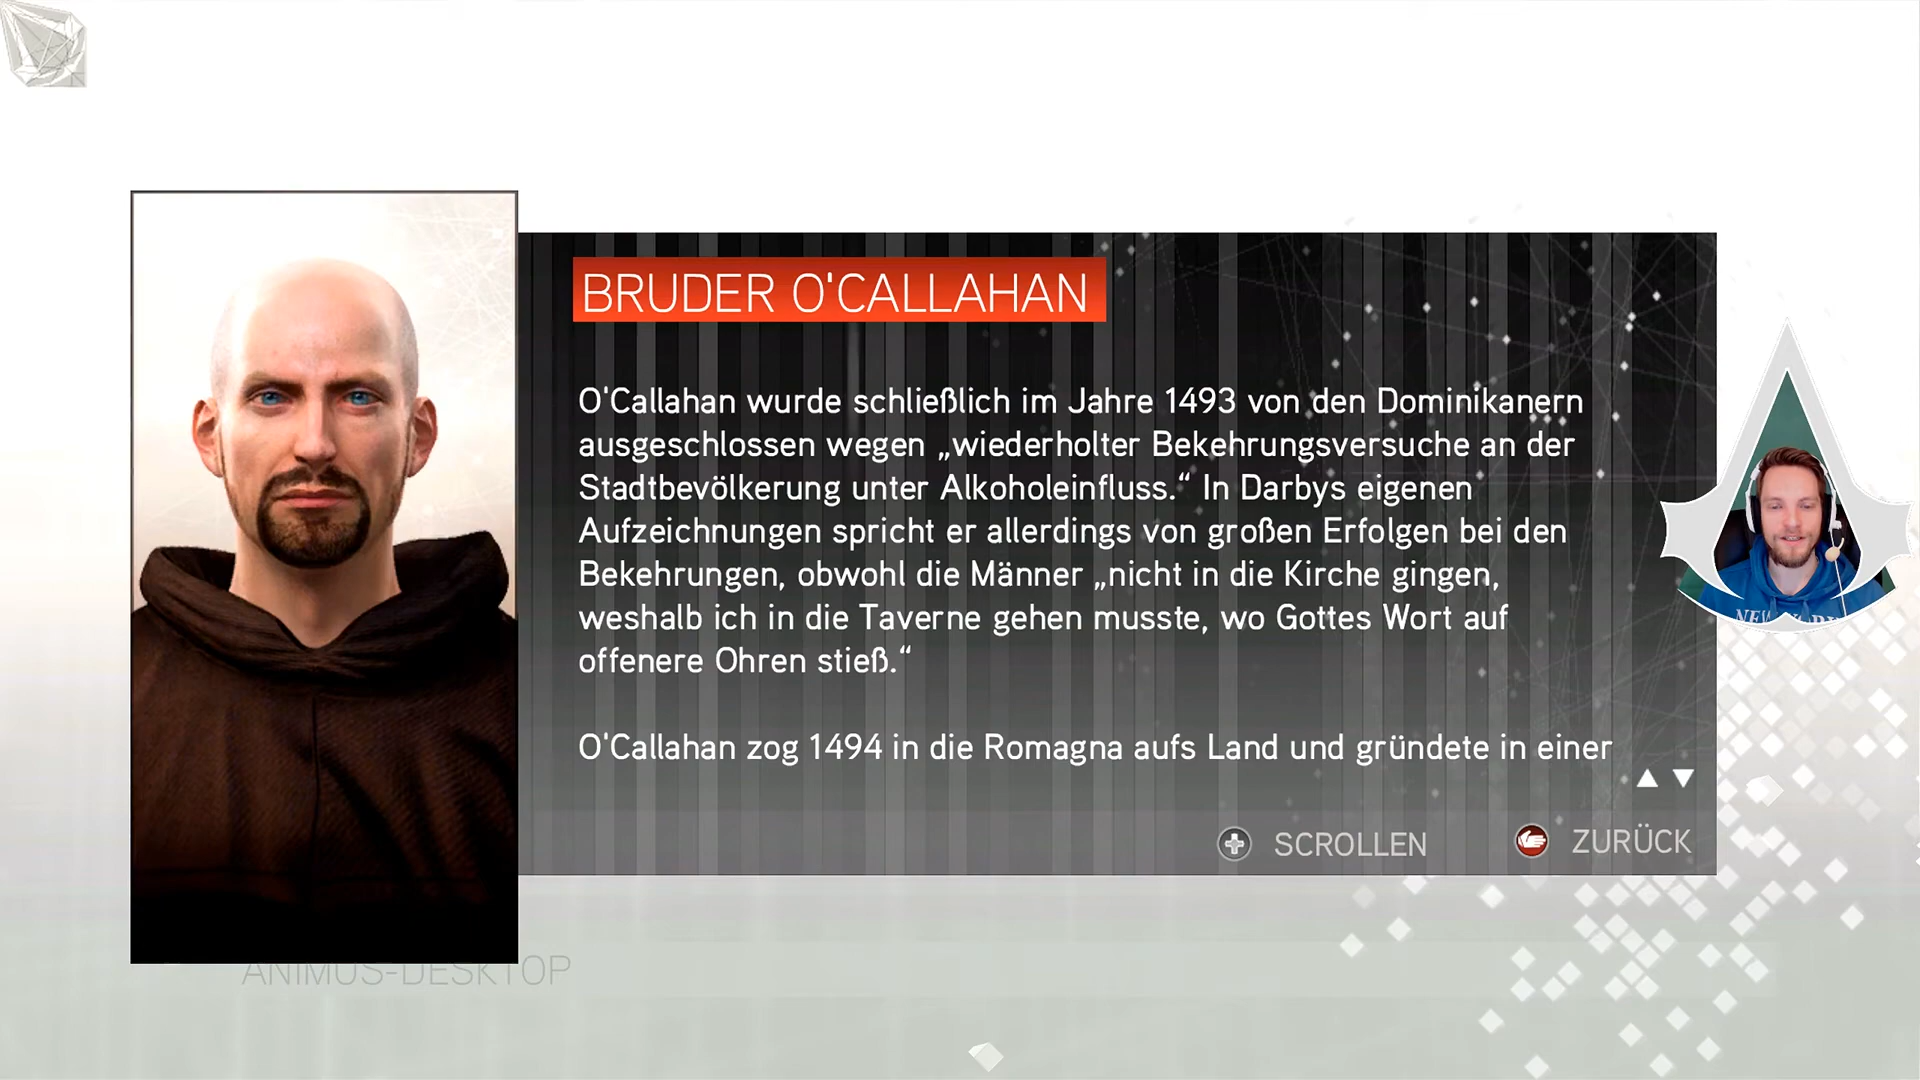 BRUDER O'CALLAHAN
O'Callahan wurde schließlich im Jahre 1493 von den Dominikanern
ausgeschlossen wegen „wiederholter Bekehrungsversuche an der
Stadtbevölkerung unter Alkoholeinfluss.“ In Darbys eigenen
Aufzeichnungen spricht er allerdings von großen Erfolgen bei den
Bekehrungen, obwohl die Männer „nicht in die Kirche gingen,
weshalb ich in die Taverne gehen musste, wo Gottes Wort auf
offenere Ohren stieß.“
O'Callahan zog 1494 in die Romagna aufs Land und gründete in einer
SCROLLEN
ZURÜCK
ANIMUS-DESKTOP